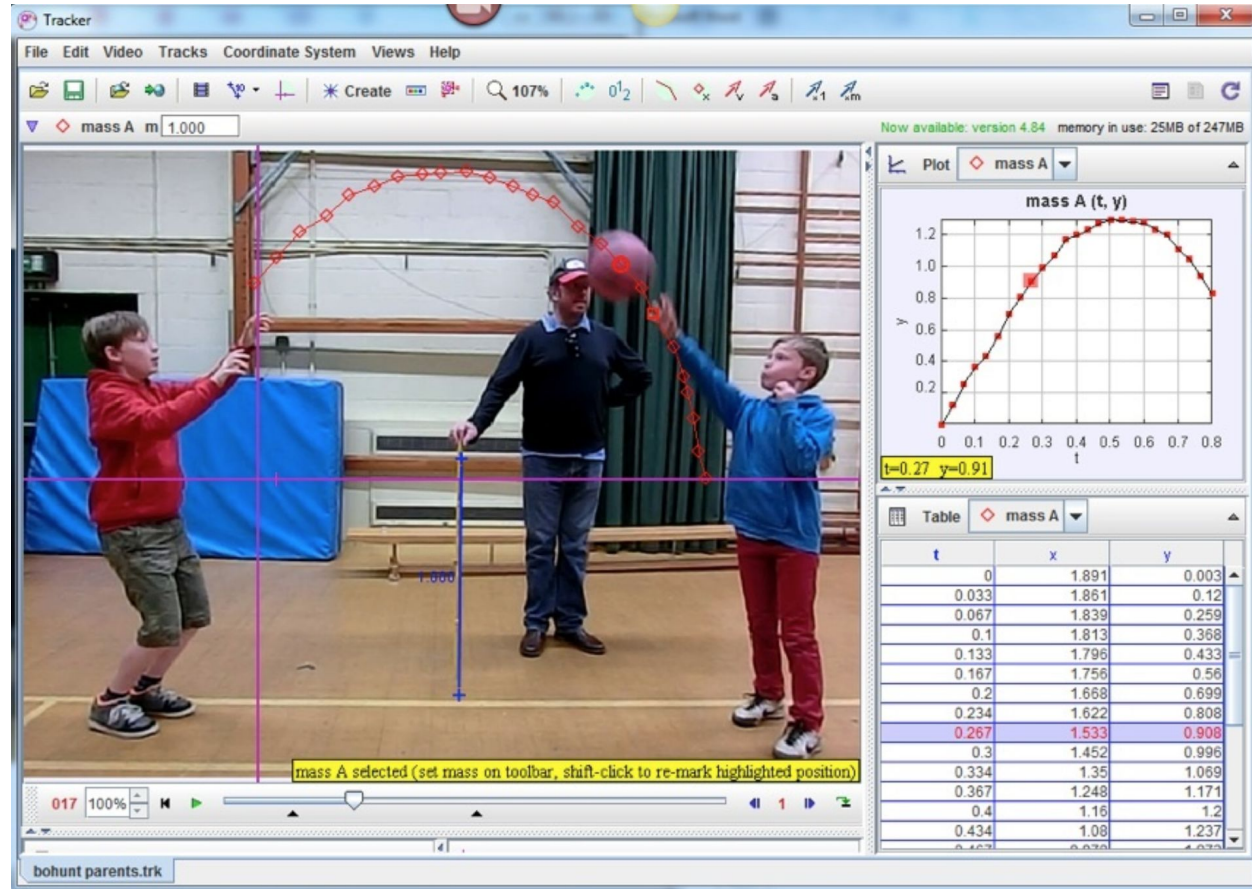 Tracker
File Edit Video Tracks Coordinate System Views Help
Create 107%
mass A m 1.000
Now available: version 4.84 memory in use: 25MB of 247MB
Plot mass A
mass A (t, y)
1.2
1.0
0.8
0.6
0.4
0.2
y
0 0.1 0.2 0.3 0.4 0.5 0.6 0.7 0.8
t
t=0.27 y=0.91
1.000
Table mass A
t x y
0 1.891 0.003
0.033 1.861 0.12
0.067 1.839 0.259
0.1 1.813 0.368
0.133 1.796 0.433
0.167 1.756 0.56
0.2 1.668 0.699
0.234 1.622 0.808
0.267 1.533 0.908
0.3 1.452 0.996
0.334 1.35 1.069
0.367 1.248 1.171
0.4 1.16 1.2
0.434 1.08 1.237
mass A selected (set mass on toolbar, shift-click to re-mark highlighted position)
017 100% 1
bohunt parents.trk